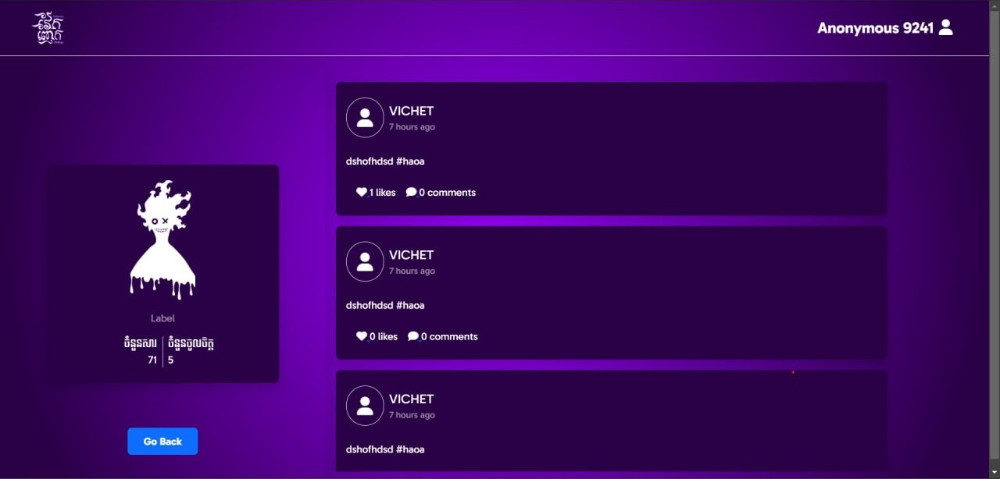 Anonymous 9241
VICHET
7 hours ago
dshofhdsd #haoa
1 likes 0 comments
VICHET
7 hours ago
dshofhdsd #haoa
0 likes 0 comments
VICHET
7 hours ago
dshofhdsd #haoa
Label
ចំនួនសារ ចំនួនចូលចិត្ត
71 5
Go Back